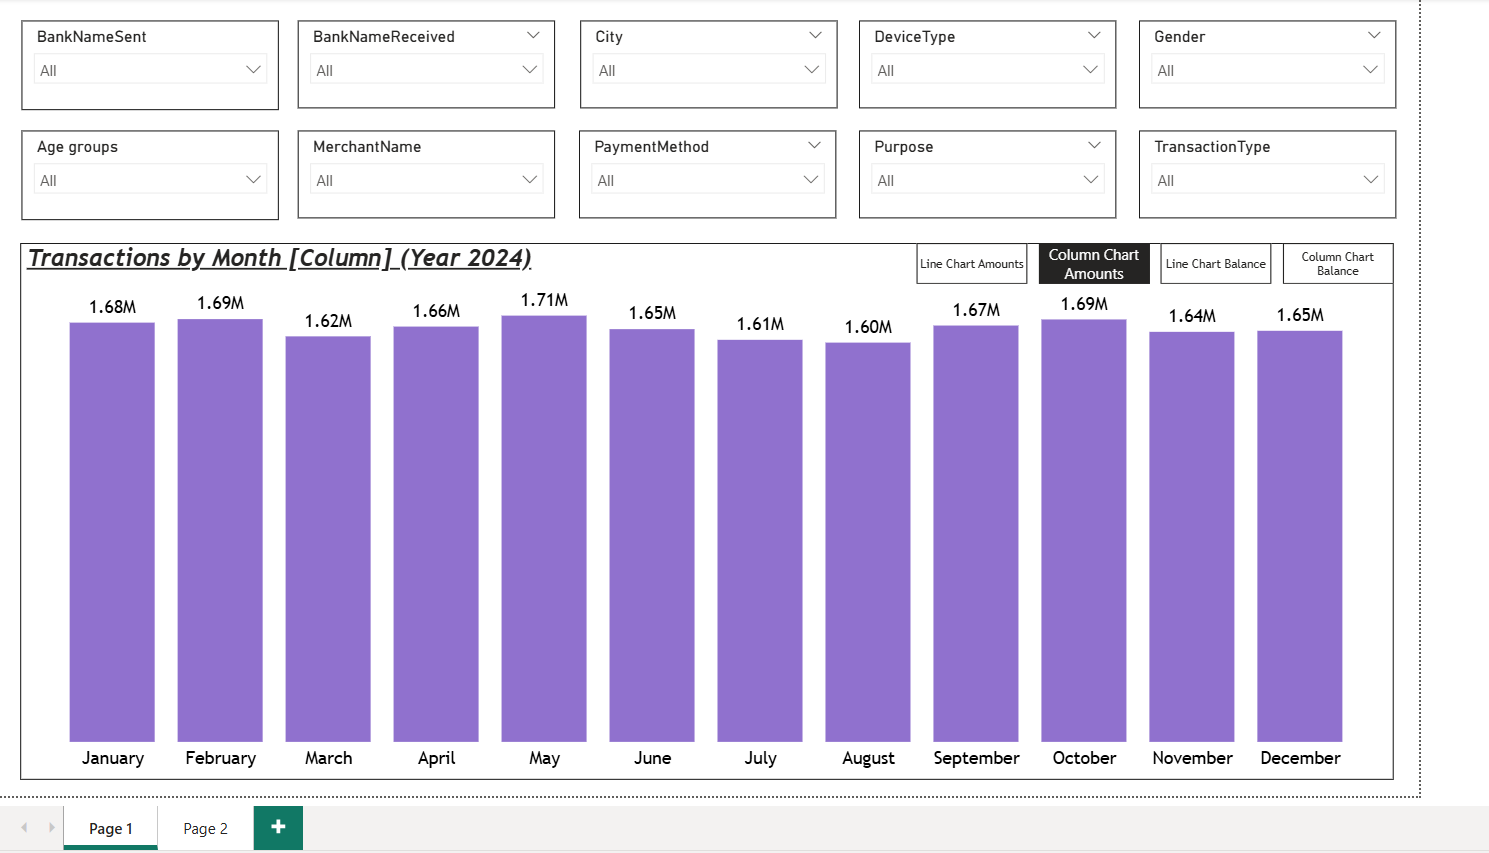 BankNameSent
All
BankNameReceived
All
City
All
DeviceType
All
Gender
All
Age groups
All
MerchantName
All
PaymentMethod
All
Purpose
All
TransactionType
All
Transactions by Month [Column] (Year 2024)
Line Chart Amounts
Column Chart
Amounts
Line Chart Balance
Column Chart
Balance
1.68M
1.69M
1.62M
1.66M
1.71M
1.65M
1.61M
1.60M
1.67M
1.69M
1.64M
1.65M
January
February
March
April
May
June
July
August
September
October
November
December
Page 1
Page 2
+